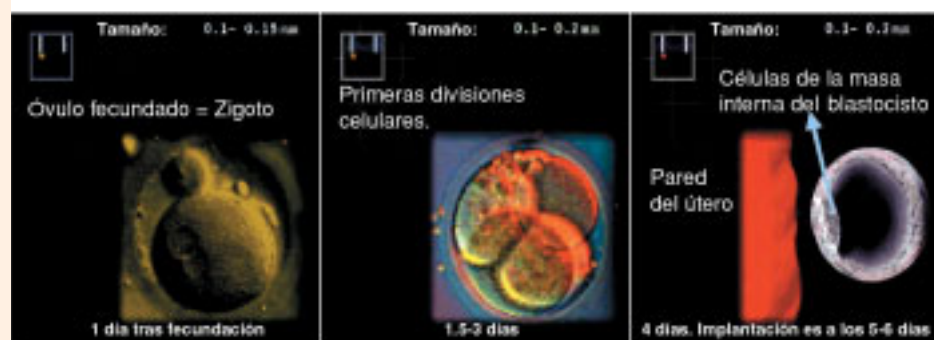 Tamaño: 0.1- 0.15 mm
Óvulo fecundado = Zigoto
1 día tras fecundación
Tamaño: 0.1- 0.2 mm
Primeras divisiones
celulares.
1.5-3 días
Tamaño: 0.1- 0.2 mm
Células de la masa
interna del blastocisto
Pared
del útero
4 días. Implantación es a los 5-6 días